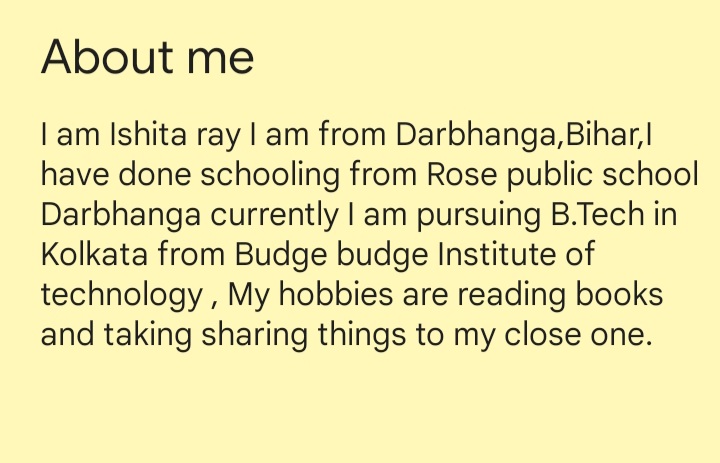 About me
I am Ishita ray I am from Darbhanga,Bihar,I
have done schooling from Rose public school
Darbhanga currently I am pursuing B.Tech in
Kolkata from Budge budge Institute of
technology , My hobbies are reading books
and taking sharing things to my close one.